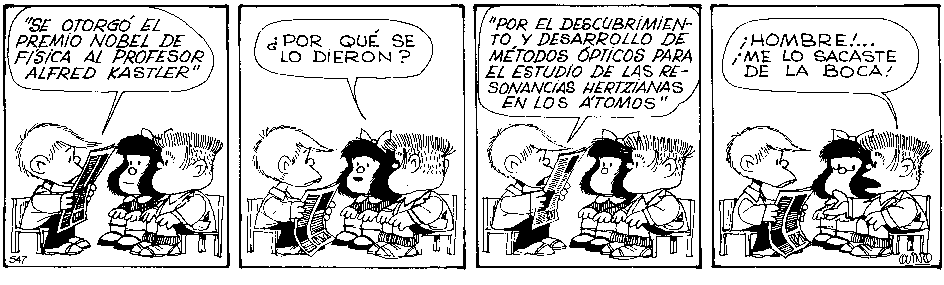 "SE OTORGÓ EL
PREMIO NOBEL DE
FÍSICA AL PROFESOR
ALFRED KASTLER"
¿POR QUÉ SE
LO DIERON?
"POR EL DESCUBRIMIEN-
TO Y DESARROLLO DE
MÉTODOS ÓPTICOS PARA
EL ESTUDIO DE LAS RE-
SONANCIAS HERTZIANAS
EN LOS ÁTOMOS"
¡HOMBRE!...
¡ME LO SACASTE
DE LA BOCA!
547
QUINO